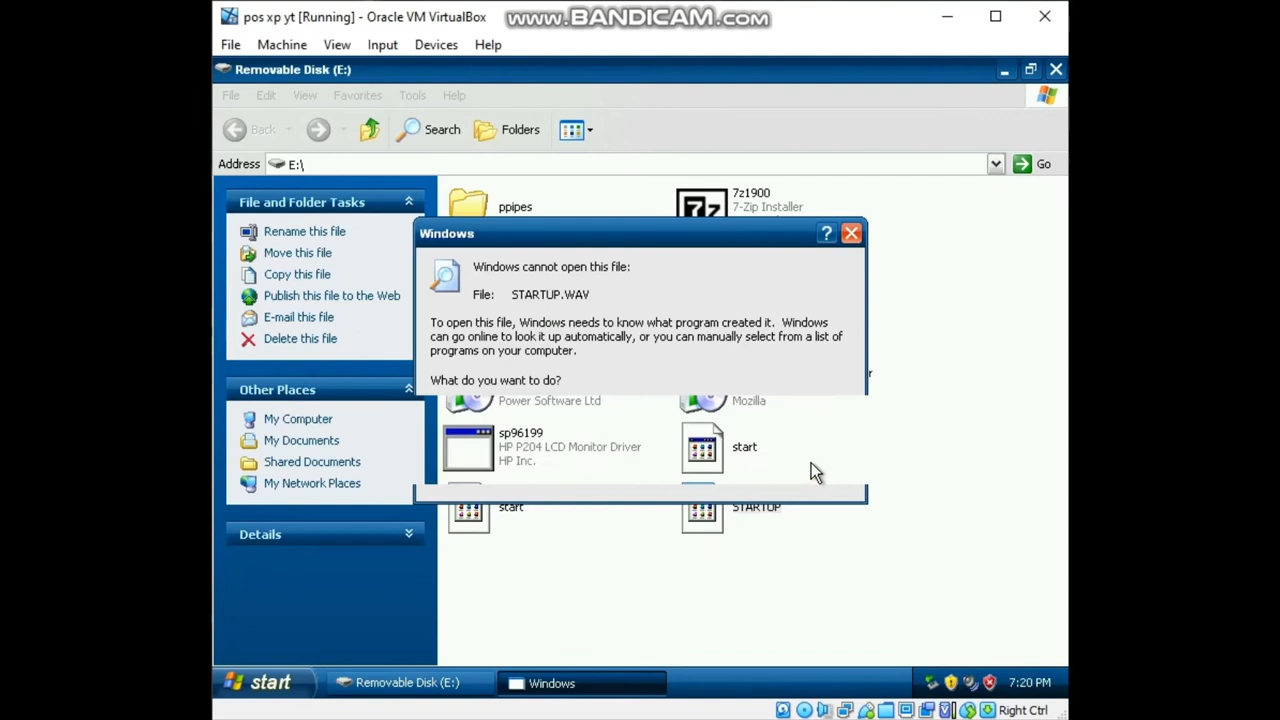 pos xp yt [Running] - Oracle VM VirtualBox
www.BANDICAM.com
File Machine View Input Devices Help
Removable Disk (E:)
File Edit View Favorites Tools Help
Back Search Folders
Address E:\ Go
File and Folder Tasks
Rename this file
Move this file
Copy this file
Publish this file to the Web
E-mail this file
Delete this file
Other Places
My Computer
My Documents
Shared Documents
My Network Places
Details
ppipes
7z
7z1900
7-Zip Installer
Windows
?
Windows cannot open this file:
File: STARTUP.WAV
To open this file, Windows needs to know what program created it. Windows
can go online to look it up automatically, or you can manually select from a list of
programs on your computer.
What do you want to do?
r
Power Software Ltd
Mozilla
sp96199
HP P204 LCD Monitor Driver
HP Inc.
start
start
STARTUP
start
Removable Disk (E:)
Windows
7:20 PM
Right Ctrl